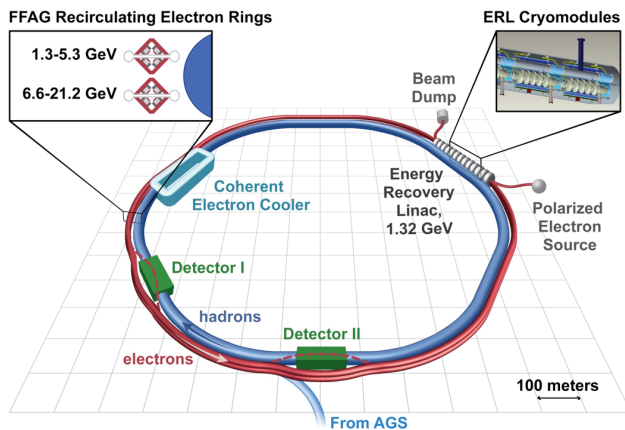 FFAG Recirculating Electron Rings
1.3-5.3 GeV
6.6-21.2 GeV
ERL Cryomodules
Beam
Dump
Energy
Recovery
Linac,
1.32 GeV
Polarized
Electron
Source
Coherent
Electron Cooler
Detector I
hadrons
Detector II
electrons
100 meters
From AGS